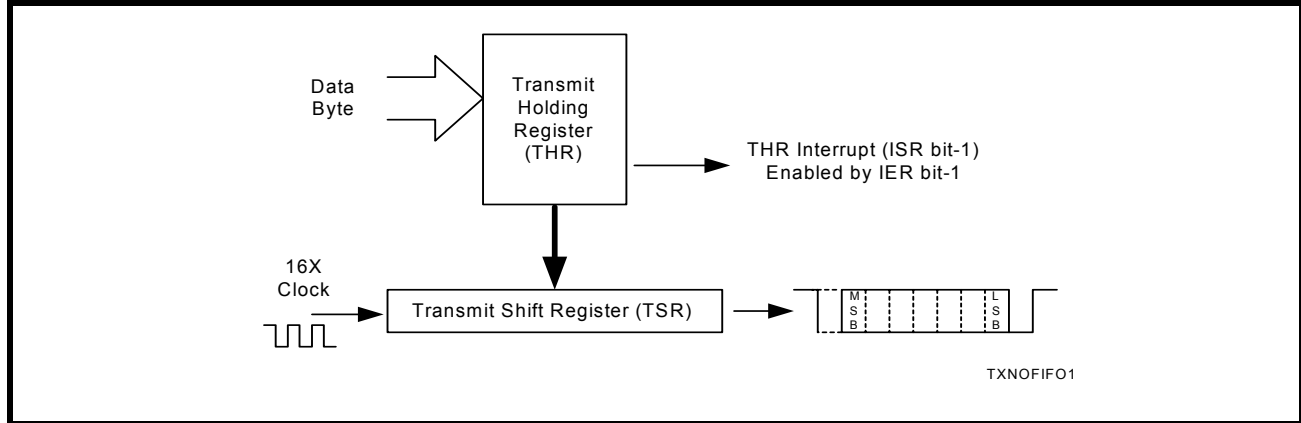 Data
Byte
Transmit
Holding
Register
(THR)
THR Interrupt (ISR bit-1)
Enabled by IER bit-1
16X
Clock
Transmit Shift Register (TSR)
M
S
B
L
S
B
TXNOFIFO1